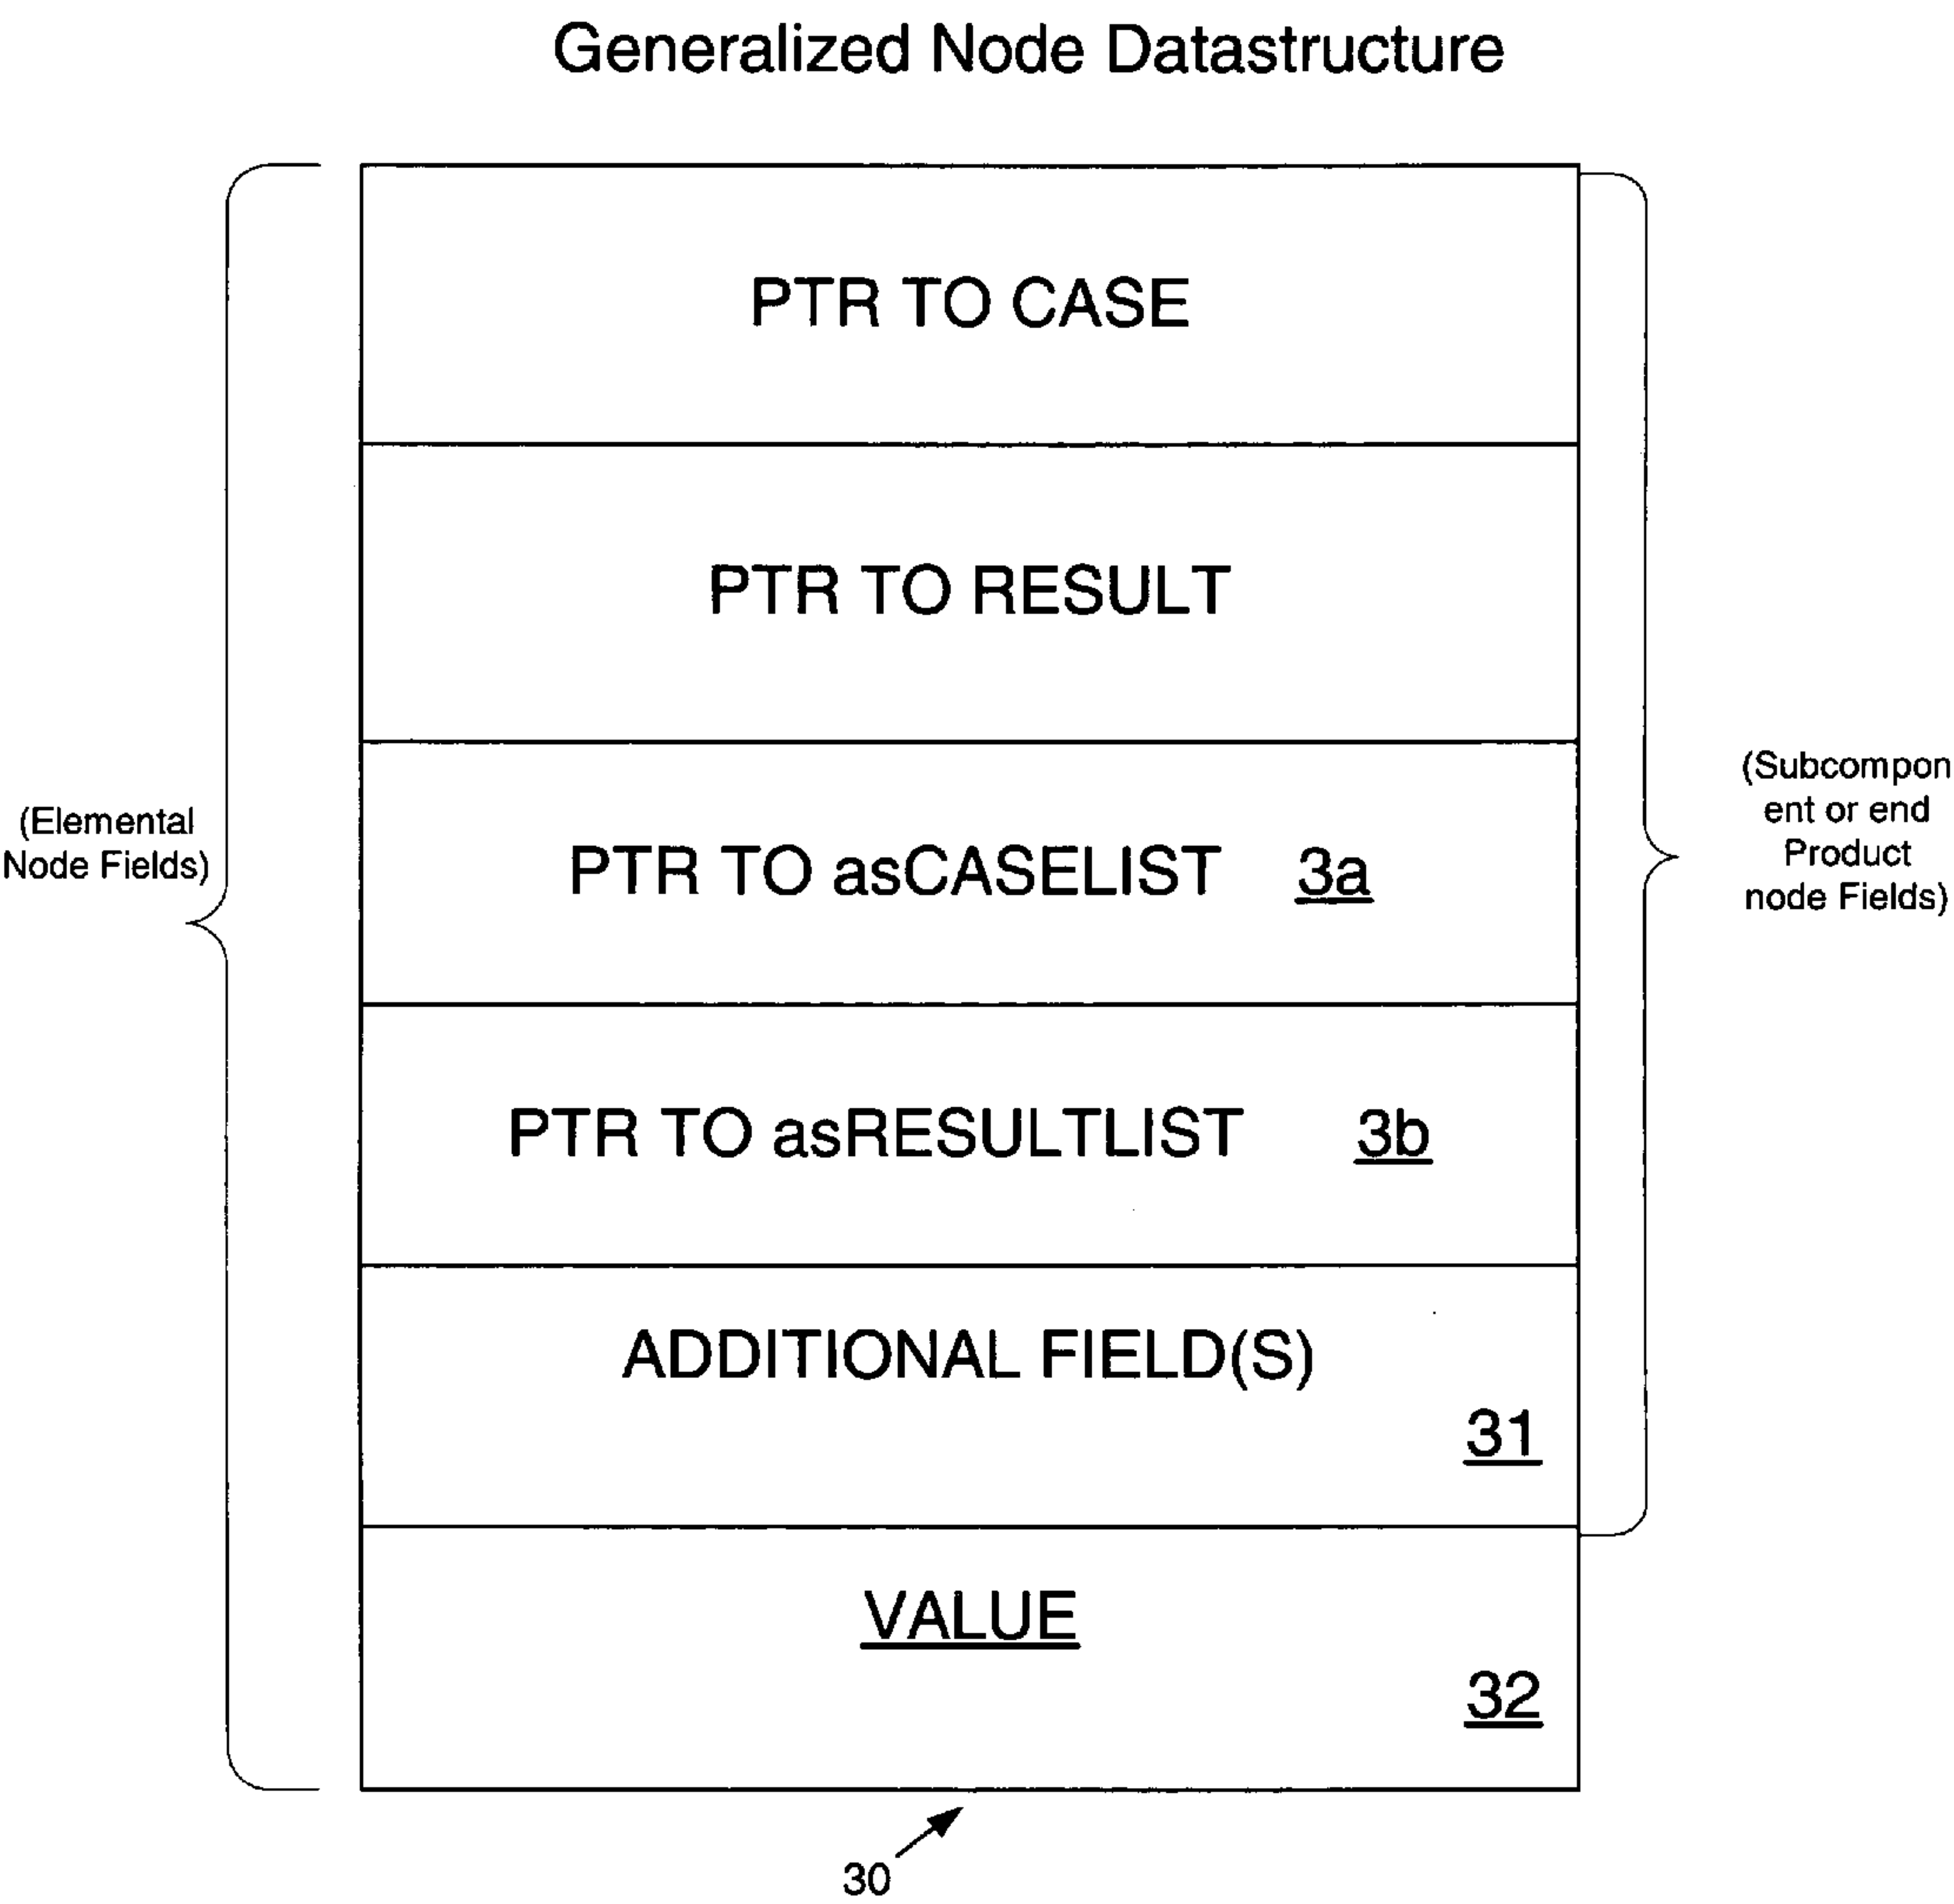 Generalized Node Datastructure
PTR TO CASE
PTR TO RESULT
(Elemental
Node Fields)
PTR TO asCASELIST 3a
(Subcompon
ent or end
Product
node Fields)
PTR TO asRESULTLIST 3b
ADDITIONAL FIELD(S)
31
VALUE
32
30